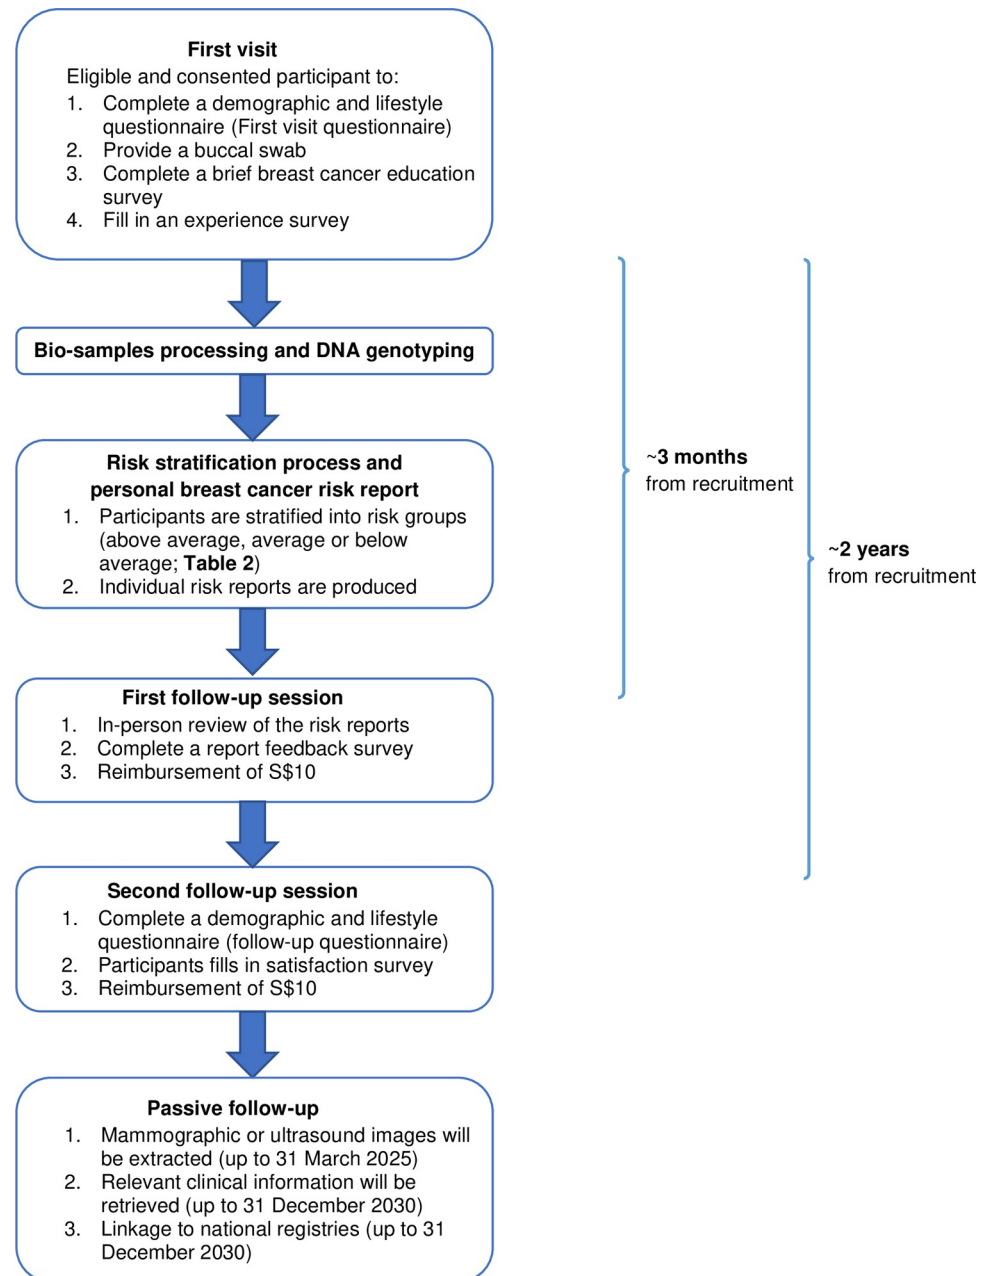 First visit
Eligible and consented participant to:
1. Complete a demographic and lifestyle
questionnaire (First visit questionnaire)
2. Provide a buccal swab
3. Complete a brief breast cancer education
survey
4. Fill in an experience survey
Bio-samples processing and DNA genotyping
Risk stratification process and
personal breast cancer risk report
1. Participants are stratified into risk groups
(above average, average or below
average; Table 2)
2. Individual risk reports are produced
~3 months
from recruitment
~2 years
from recruitment
First follow-up session
1. In-person review of the risk reports
2. Complete a report feedback survey
3. Reimbursement of S$10
Second follow-up session
1. Complete a demographic and lifestyle
questionnaire (follow-up questionnaire)
2. Participants fills in satisfaction survey
3. Reimbursement of S$10
Passive follow-up
1. Mammographic or ultrasound images will
be extracted (up to 31 March 2025)
2. Relevant clinical information will be
retrieved (up to 31 December 2030)
3. Linkage to national registries (up to 31
December 2030)